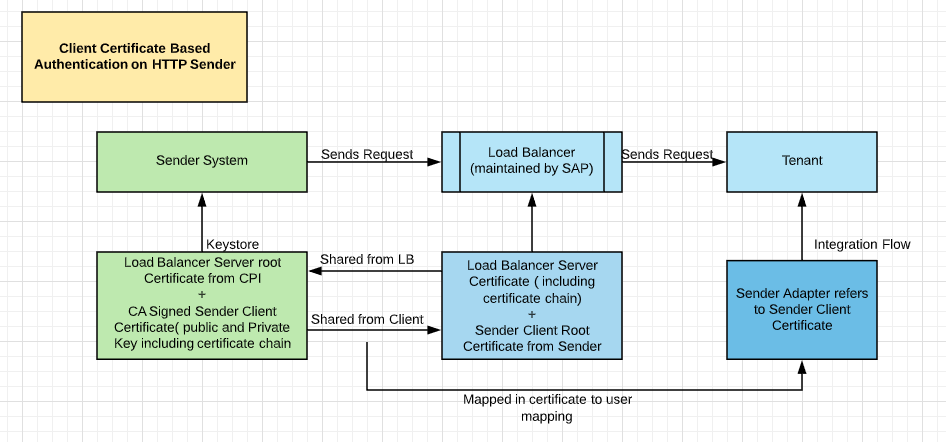 Client Certificate Based
Authentication on HTTP Sender
Sender System
Sends Request
Load Balancer
(maintained by SAP)
Sends Request
Tenant
Keystore
Integration Flow
Load Balancer Server root
Certificate from CPI
+
CA Signed Sender Client
Certificate( public and Private
Key including certificate chain
Shared from LB
Shared from Client
Load Balancer Server
Certificate ( including
certificate chain)
+
Sender Client Root
Certificate from Sender
Sender Adapter refers
to Sender Client
Certificate
Mapped in certificate to user
mapping